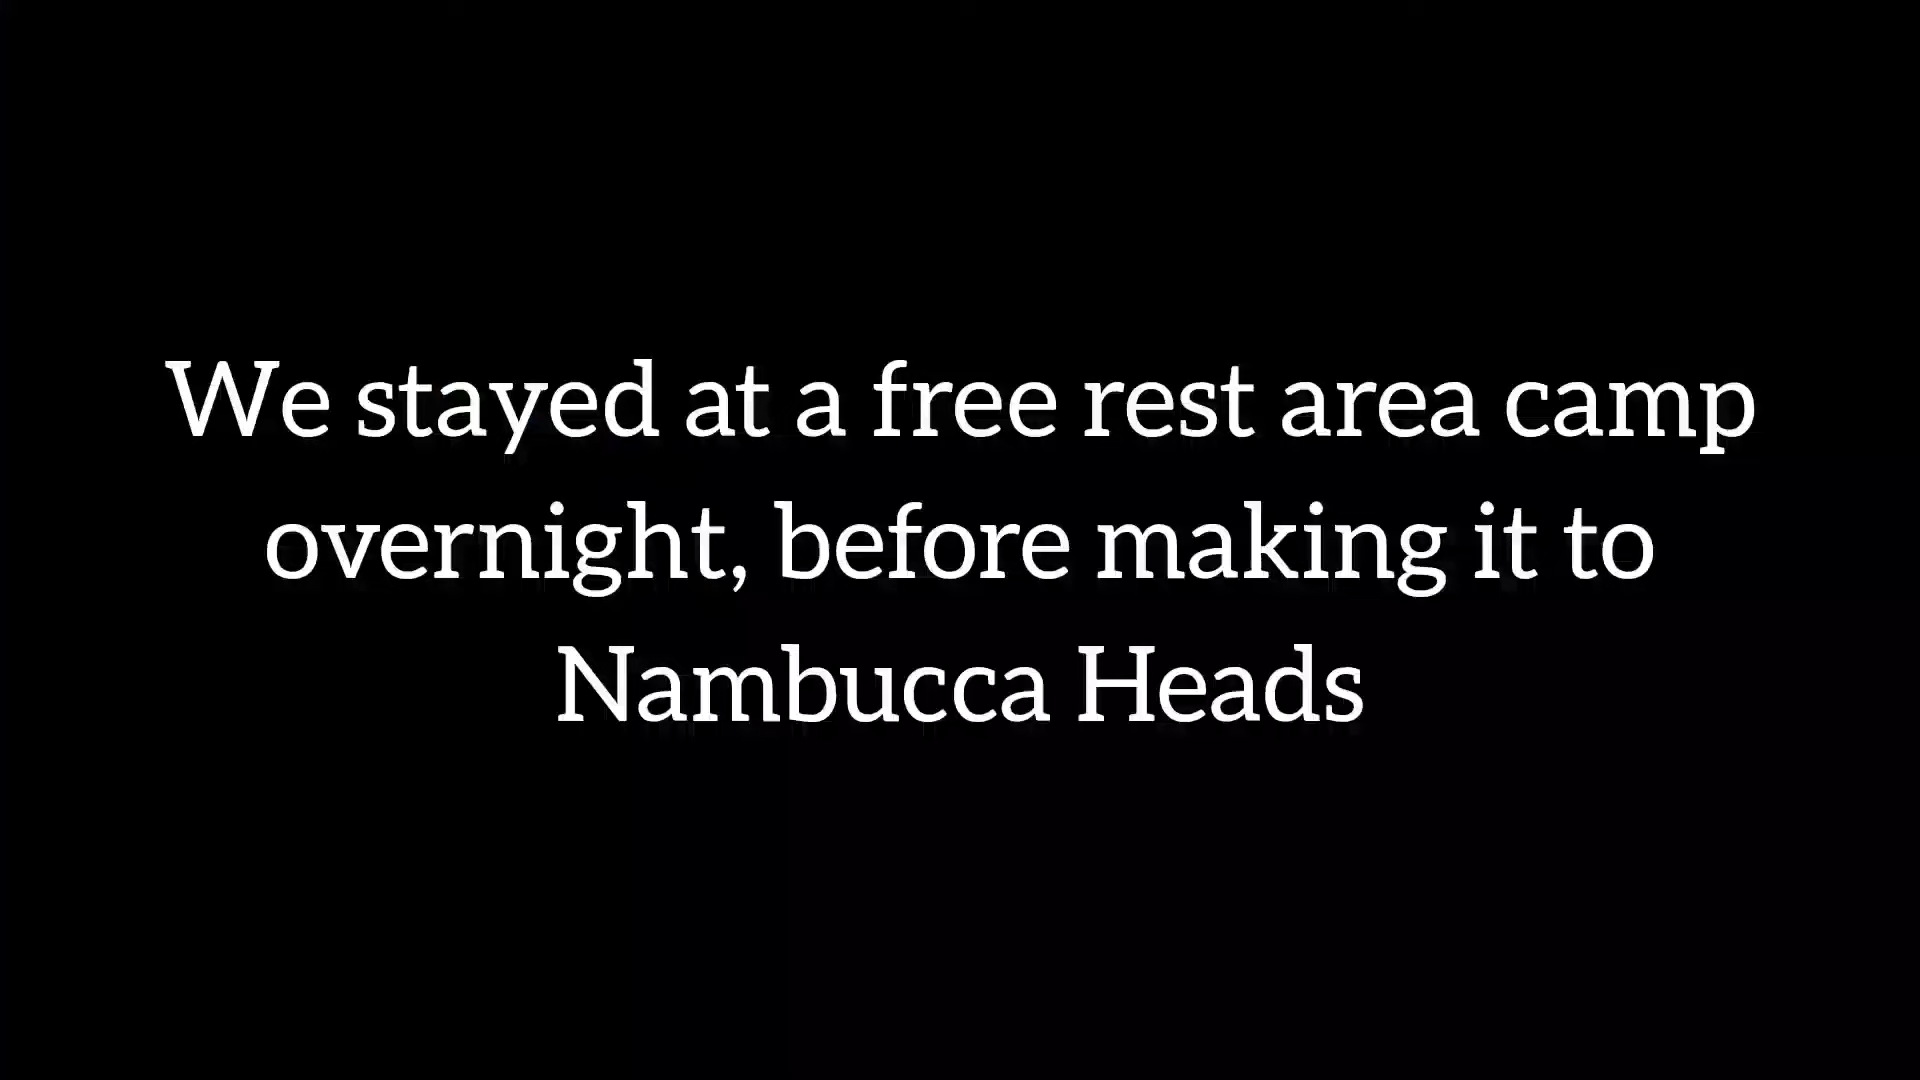 We stayed at a free rest area camp
overnight, before making it to
Nambucca Heads